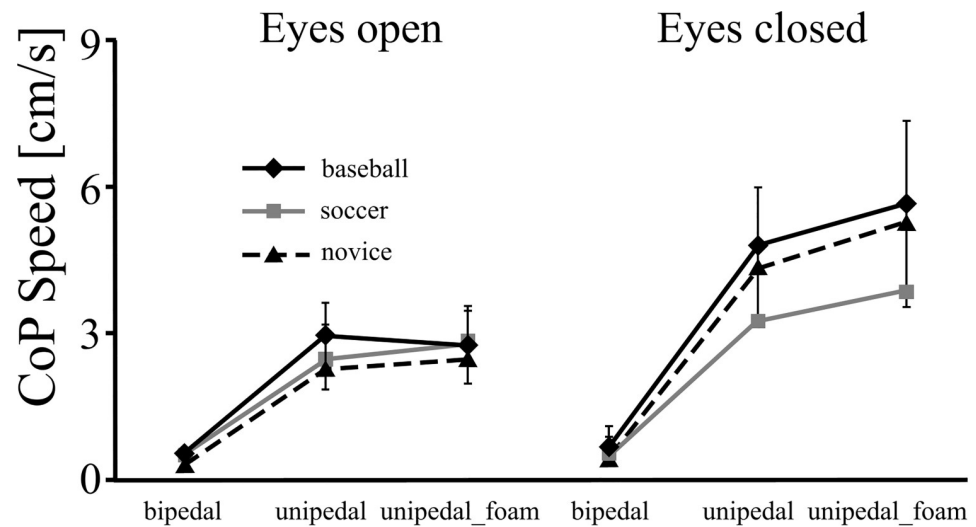 Eyes open
Eyes closed
CoP Speed [cm/s]
9
6
3
0
baseball
soccer
novice
bipedal
unipedal
unipedal_foam
bipedal
unipedal
unipedal_foam